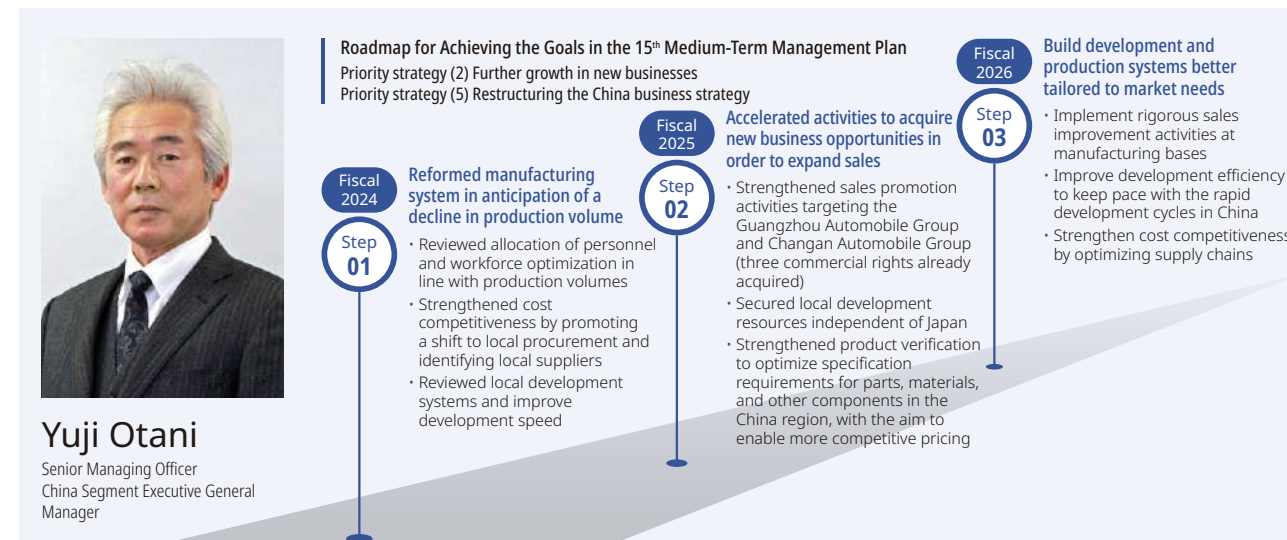 Roadmap for Achieving the Goals in the 15th Medium-Term Management Plan
Priority strategy (2) Further growth in new businesses
Priority strategy (5) Restructuring the China business strategy
Fiscal
2024
Step
01
Reformed manufacturing
system in anticipation of a
decline in production volume
・Reviewed allocation of personnel
and workforce optimization in
line with production volumes
・Strengthened cost
competitiveness by promoting
a shift to local procurement and
identifying local suppliers
・Reviewed local development
systems and improve
development speed
Fiscal
2025
Step
02
Accelerated activities to acquire
new business opportunities in
order to expand sales
・Strengthened sales promotion
activities targeting the
Guangzhou Automobile Group
and Changan Automobile Group
(three commercial rights already
acquired)
・Secured local development
resources independent of Japan
・Strengthened product verification
to optimize specification
requirements for parts, materials,
and other components in the
China region, with the aim to
enable more competitive pricing
Fiscal
2026
Step
03
Build development and
production systems better
tailored to market needs
・Implement rigorous sales
improvement activities at
manufacturing bases
・Improve development efficiency
to keep pace with the rapid
development cycles in China
・Strengthen cost competitiveness
by optimizing supply chains
Yuji Otani
Senior Managing Officer
China Segment Executive General
Manager